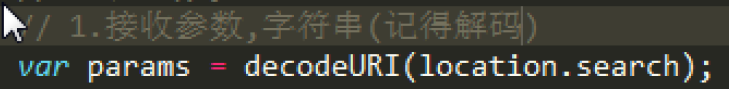 // 1.接收参数,字符串(记得解码)
var params = decodeURI(location.search);